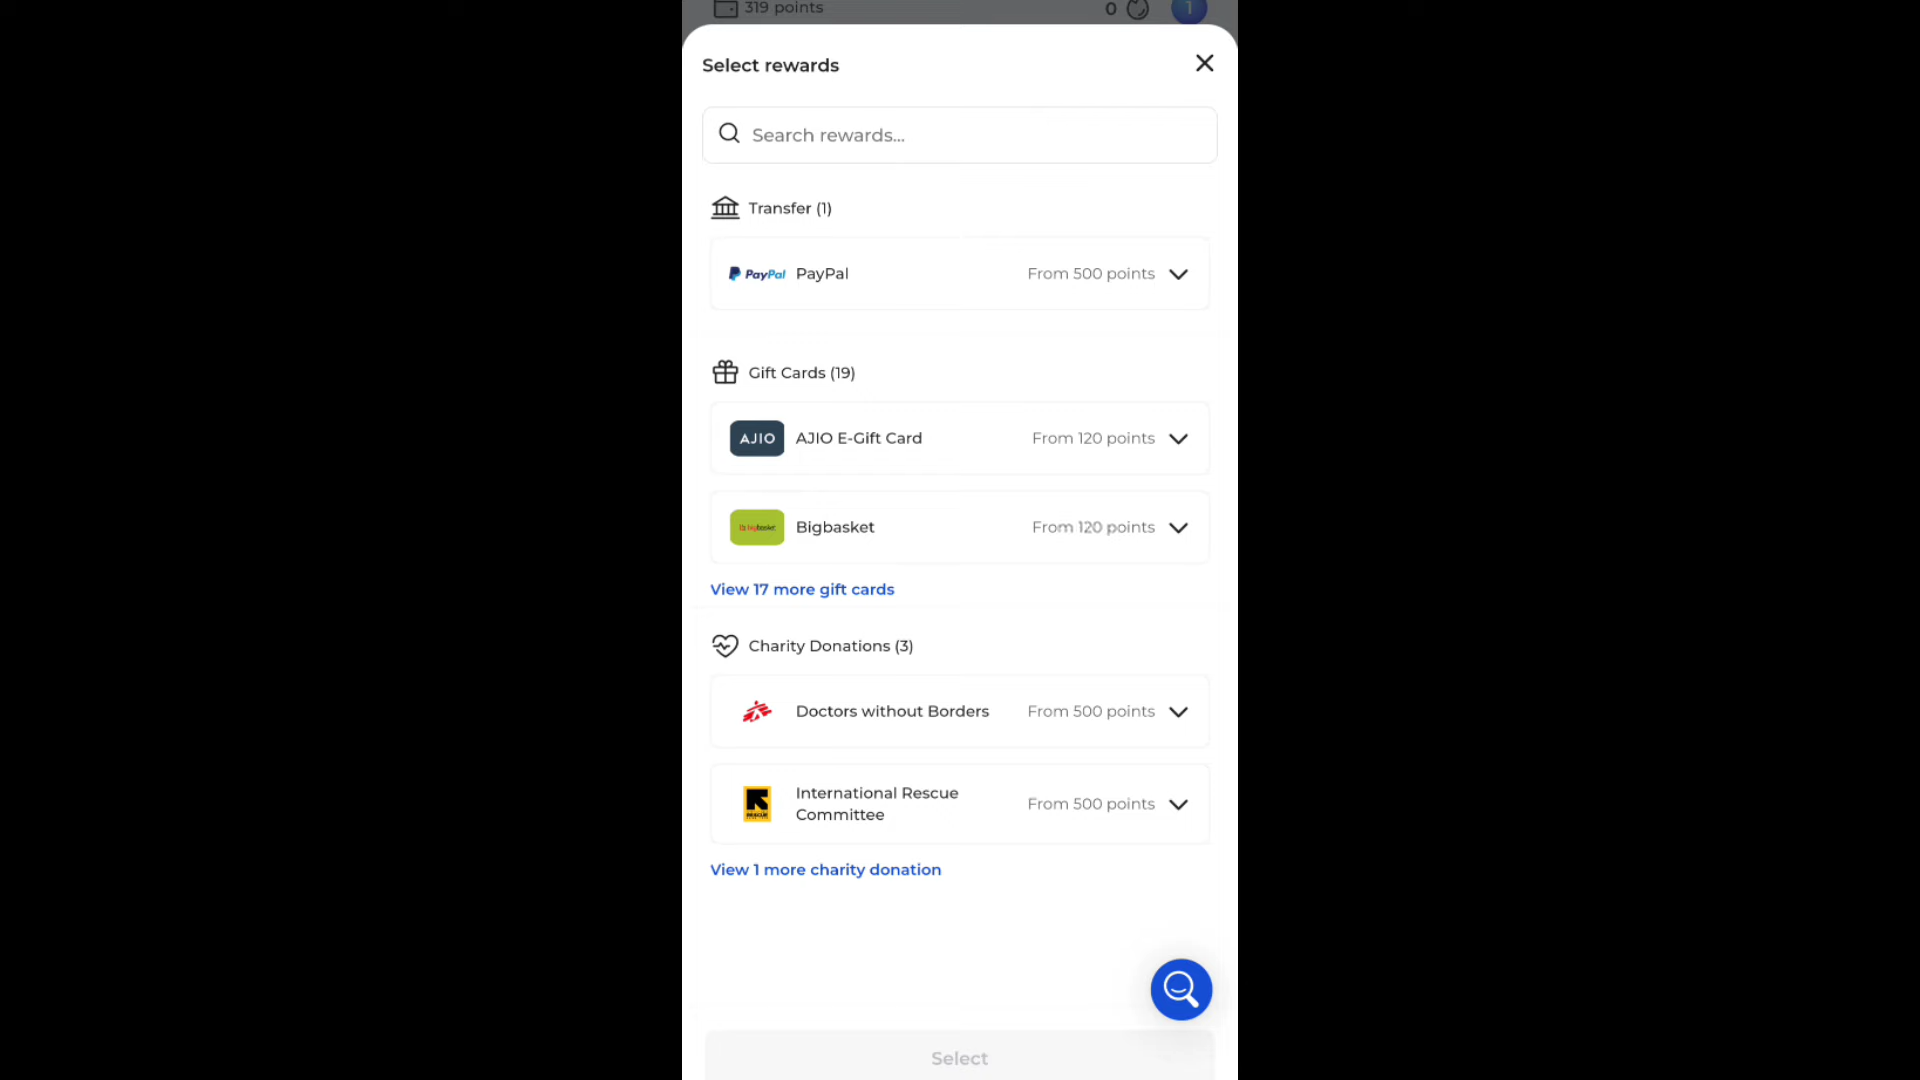 319 points
0
1
Select rewards
Search rewards...
Transfer (1)
PayPal PayPal From 500 points
Gift Cards (19)
AJIO AJIO E-Gift Card From 120 points
bigbasket Bigbasket From 120 points
View 17 more gift cards
Charity Donations (3)
Doctors without Borders From 500 points
International Rescue
Committee
From 500 points
View 1 more charity donation
Select